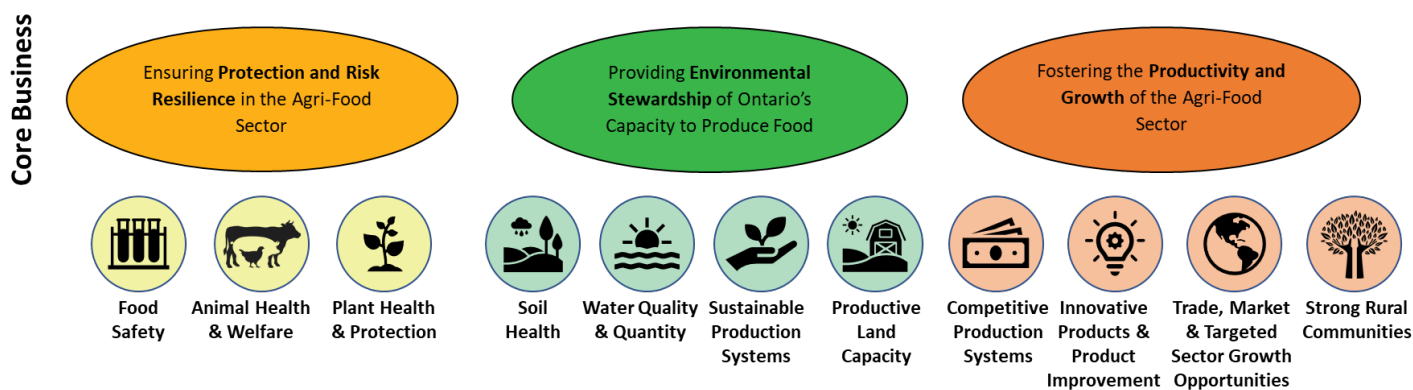 Core Business
Ensuring Protection and Risk
Resilience in the Agri-Food
Sector
Providing Environmental
Stewardship of Ontario's
Capacity to Produce Food
Fostering the Productivity and
Growth of the Agri-Food
Sector
Food
Safety
Animal Health
& Welfare
Plant Health
& Protection
Soil
Health
Water Quality
& Quantity
Sustainable
Production
Systems
Productive
Land
Capacity
Competitive
Production
Systems
Innovative
Products &
Product
Improvement
Trade, Market
& Targeted
Sector Growth
Opportunities
Strong Rural
Communities